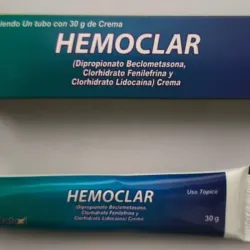 iendo Un tubo con 30 g de Crema
HEMOCLAR
(Dipropionato Beclometasona,
Clorhidrato Fenilefrina y
Clorhidrato Lidocaína) Crema
HEMOCLAR
(Dipropionato Beclometasona,
Clorhidrato Fenilefrina y
Clorhidrato Lidocaína) Crema
Uso Tópico
30 g